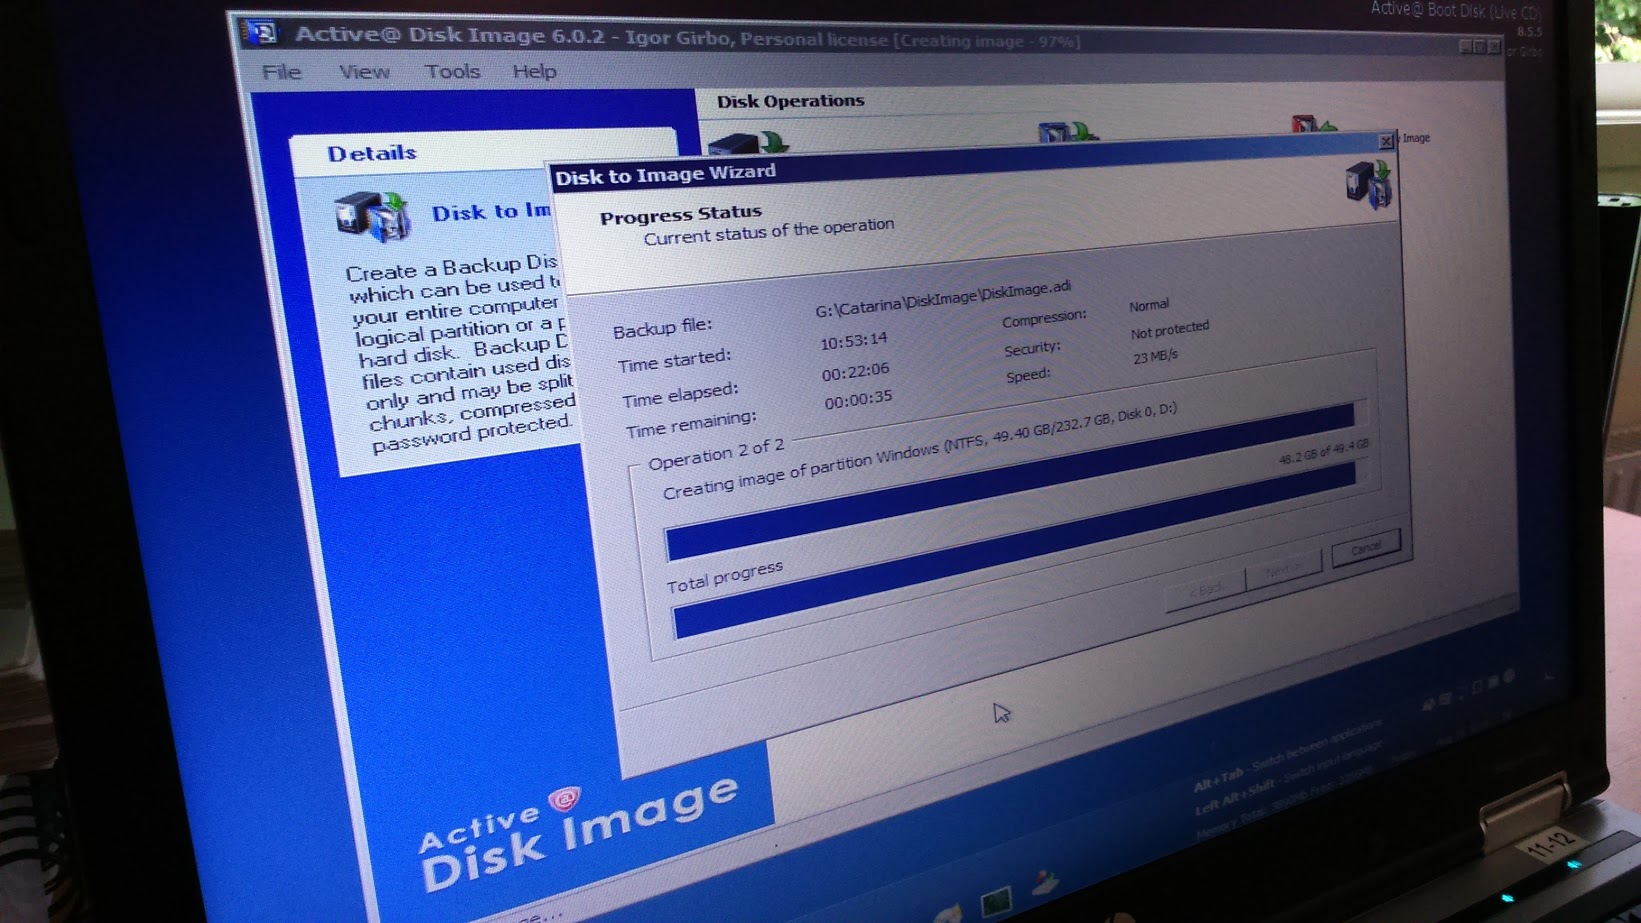 Active@ Boot Disk (Live CD)
8.5.5
or Girbo
Active@ Disk Image 6.0.2 - Igor Girbo, Personal license [Creating image - 97%]
File View Tools Help
Disk Operations
Image
Details
Disk to Im
Create a Backup Dis
which can be used t
your entire computer
logical partition or a p
hard disk. Backup D
files contain used dis
only and may be split
chunks, compressed
password protected.
Disk to Image Wizard
Progress Status
Current status of the operation
Backup file: G:\Catarina\DiskImage\DiskImage.adi
Time started: 10:53:14 Compression: Normal
Time elapsed: 00:22:06 Security: Not protected
Time remaining: 00:00:35 Speed: 23 MB/s
Operation 2 of 2
Creating image of partition Windows (NTFS, 49.40 GB/232.7 GB, Disk 0, D:)
48.2 GB of 49.4 GB
Total progress
< Back Next > Cancel
Active@
Disk Image
Alt+Tab - Switch between applications
Left Alt+Shift - Switch input language
Memory Total:
11-12